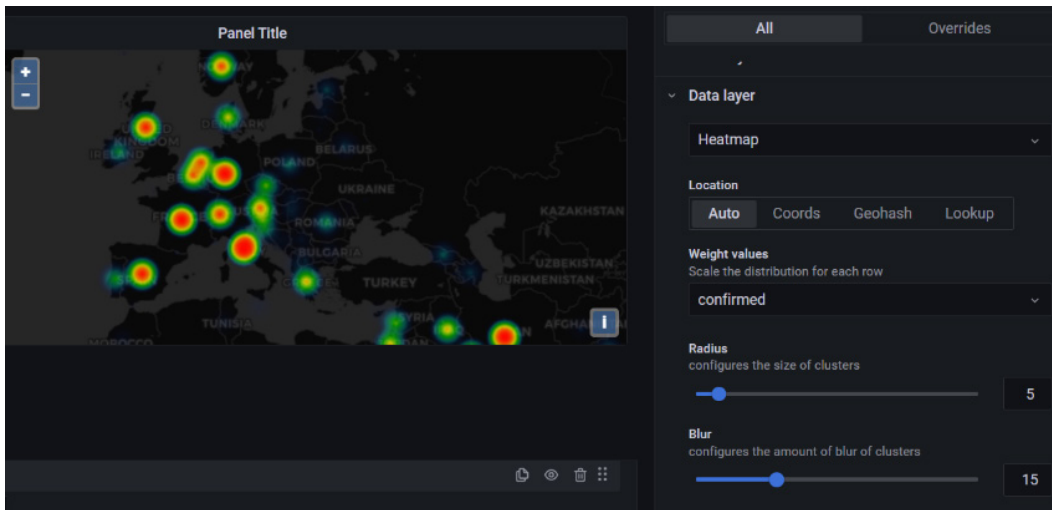 Panel Title
+
-
NORWAY
UNITED
KINGDOM
DENMARK
IRELAND
BELARUS
POLAND
UKRAINE
KAZAKHSTAN
ROMANIA
BULGARIA
UZBEKISTAN
TURKMENISTAN
TURKEY
TUNISIA
SYRIA
MOROCCO
i
All
Overrides
Data layer
Heatmap
Location
Auto Coords Geohash Lookup
Weight values
Scale the distribution for each row
confirmed
Radius
configures the size of clusters
5
Blur
configures the amount of blur of clusters
15